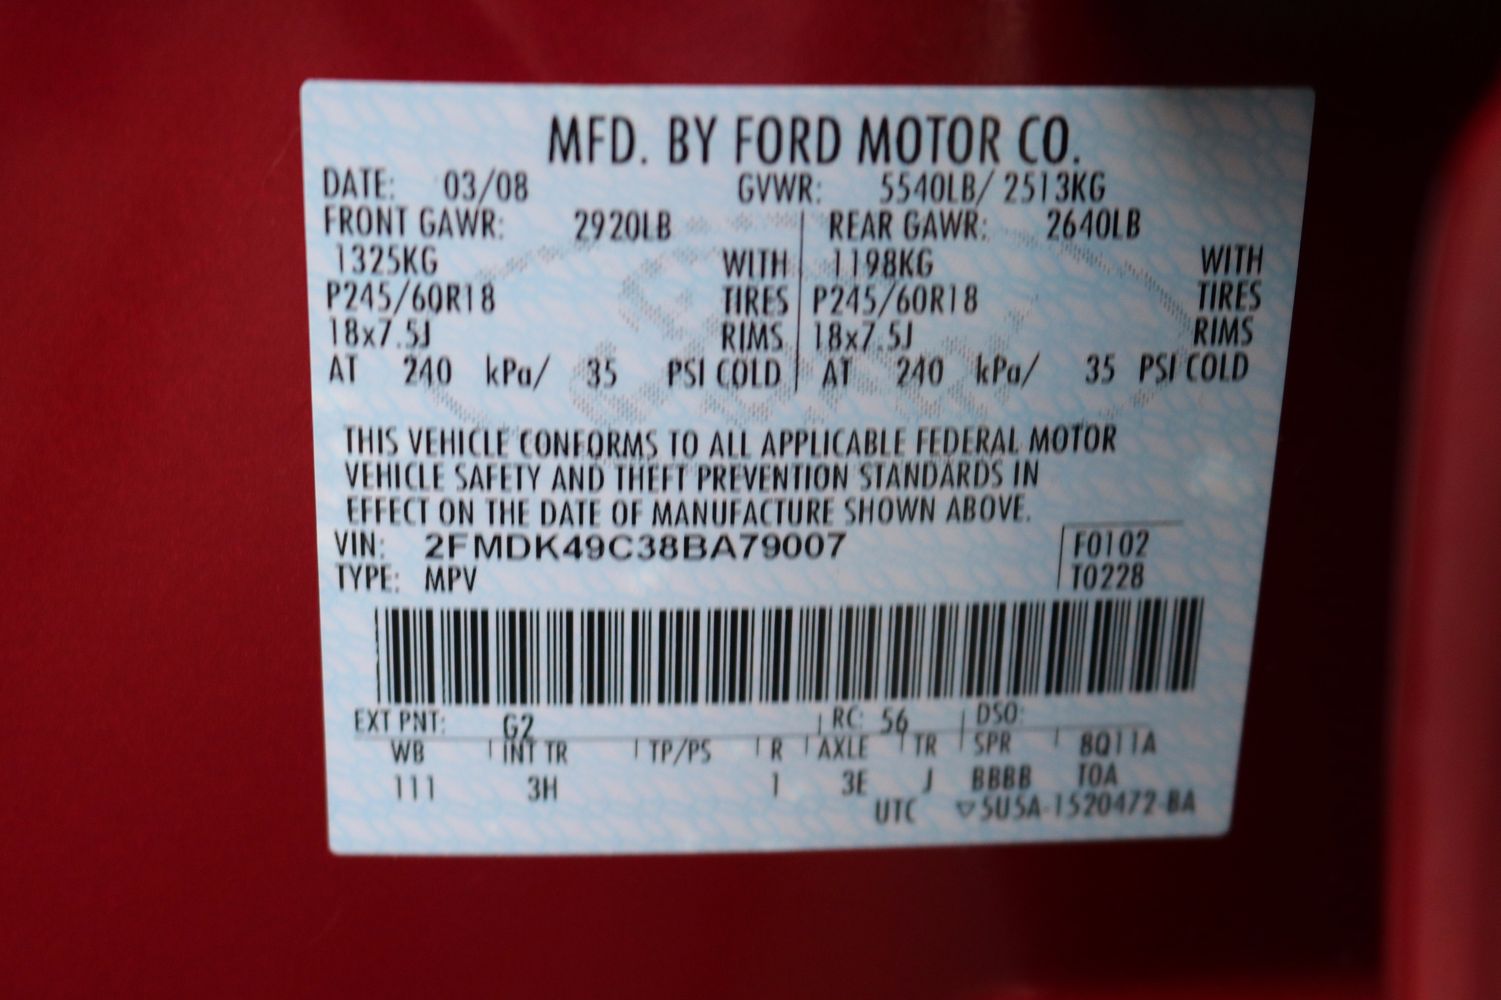 MFD. BY FORD MOTOR CO.
DATE: 03/08 GVWR: 5540LB/ 2513KG
FRONT GAWR: 2920LB REAR GAWR: 2640LB
1325KG WITH 1198KG WITH
P245/60R18 TIRES P245/60R18 TIRES
18x7.5J RIMS 18x7.5J RIMS
AT 240 kPa/ 35 PSI COLD AT 240 kPa/ 35 PSI COLD
THIS VEHICLE CONFORMS TO ALL APPLICABLE FEDERAL MOTOR
VEHICLE SAFETY AND THEFT PREVENTION STANDARDS IN
EFFECT ON THE DATE OF MANUFACTURE SHOWN ABOVE.
VIN: 2FMDK49C38BA79007 F0102
TYPE: MPV T0228
EXT PNT: G2 RC: 56 DSO:
WB INT TR TP/PS R AXLE TR SPR 8Q11A
111 3H 1 3E J BBBB TOA
UTC ▽5U5A-1520472-BA